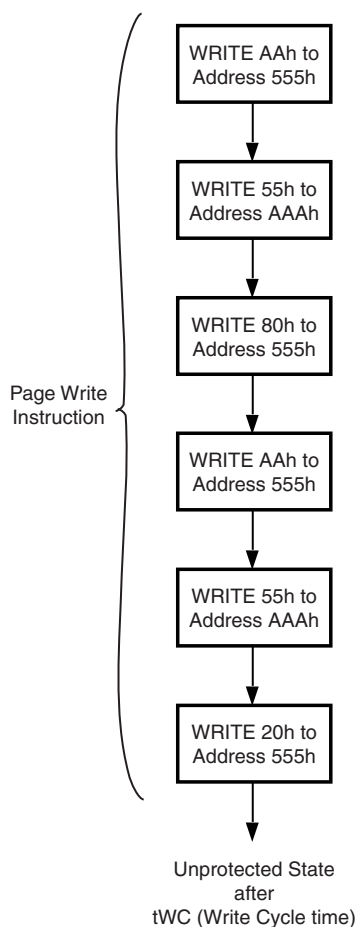 WRITE AAh to
Address 555h
WRITE 55h to
Address AAAh
WRITE 80h to
Address 555h
Page Write
Instruction
WRITE AAh to
Address 555h
WRITE 55h to
Address AAAh
WRITE 20h to
Address 555h
Unprotected State
after
tWC (Write Cycle time)